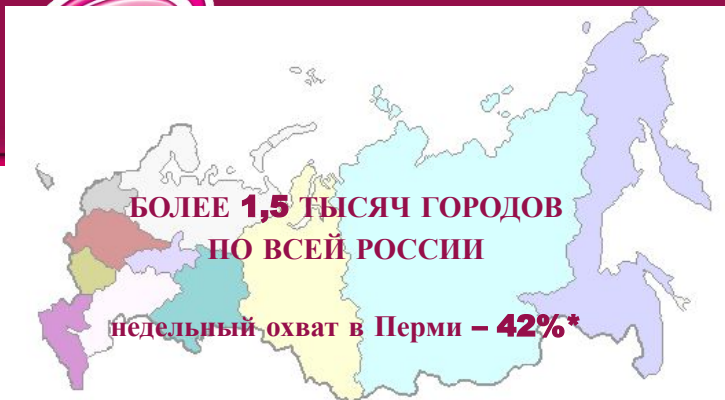 БОЛЕЕ 1,5 ТЫСЯЧ ГОРОДОВ
ПО ВСЕЙ РОССИИ
недельный охват в Перми – 42%*